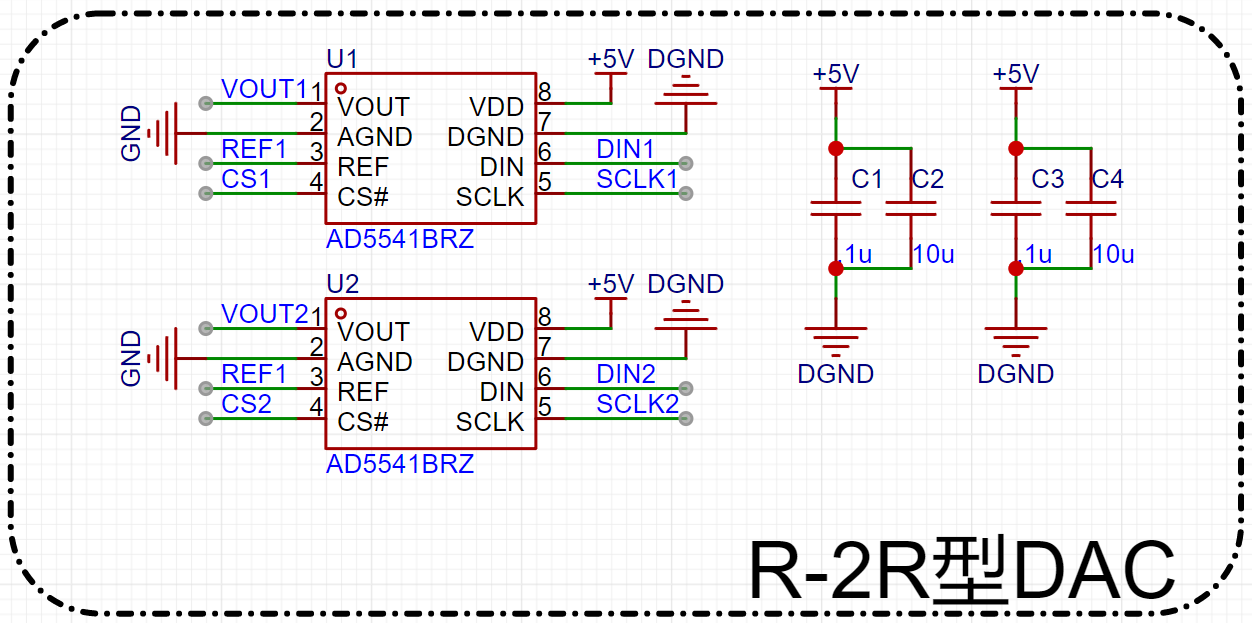 U1
+5V DGND
VOUT1 1 VOUT VDD 8
GND 2 AGND DGND 7
REF1 3 REF DIN 6 DIN1
CS1 4 CS# SCLK 5 SCLK1
AD5541BRZ
U2
+5V DGND
VOUT2 1 VOUT VDD 8
GND 2 AGND DGND 7
REF1 3 REF DIN 6 DIN2
CS2 4 CS# SCLK 5 SCLK2
AD5541BRZ
+5V +5V
C1 C2 C3 C4
.1u 10u .1u 10u
DGND DGND
R-2R型DAC